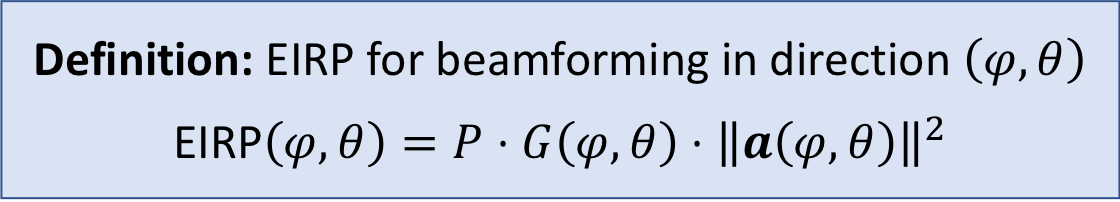 Definition: EIRP for beamforming in direction (φ, θ)
EIRP(φ, θ) = P · G(φ, θ) · ‖a(φ, θ)‖²